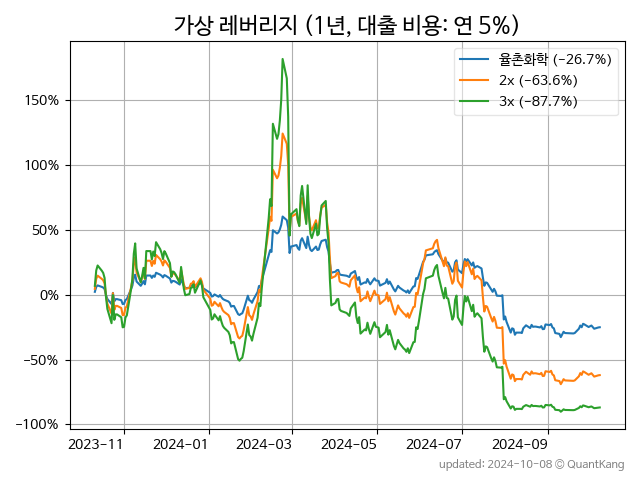 가상 레버리지 (1년, 대출 비용: 연 5%)
율촌화학 (-26.7%)
2x (-63.6%)
3x (-87.7%)
150%
100%
50%
0%
-50%
-100%
2023-11
2024-01
2024-03
2024-05
2024-07
2024-09
updated: 2024-10-08 © QuantKang